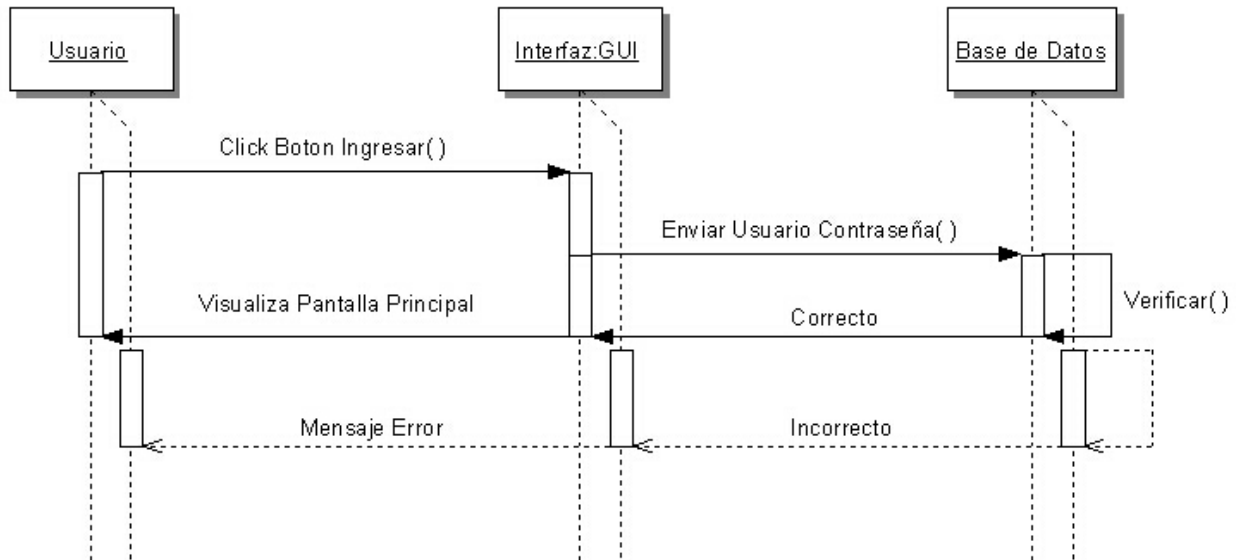 Usuario
Interfaz:GUI
Base de Datos
Click Boton Ingresar( )
Enviar Usuario Contraseña( )
Visualiza Pantalla Principal
Correcto
Verificar( )
Mensaje Error
Incorrecto